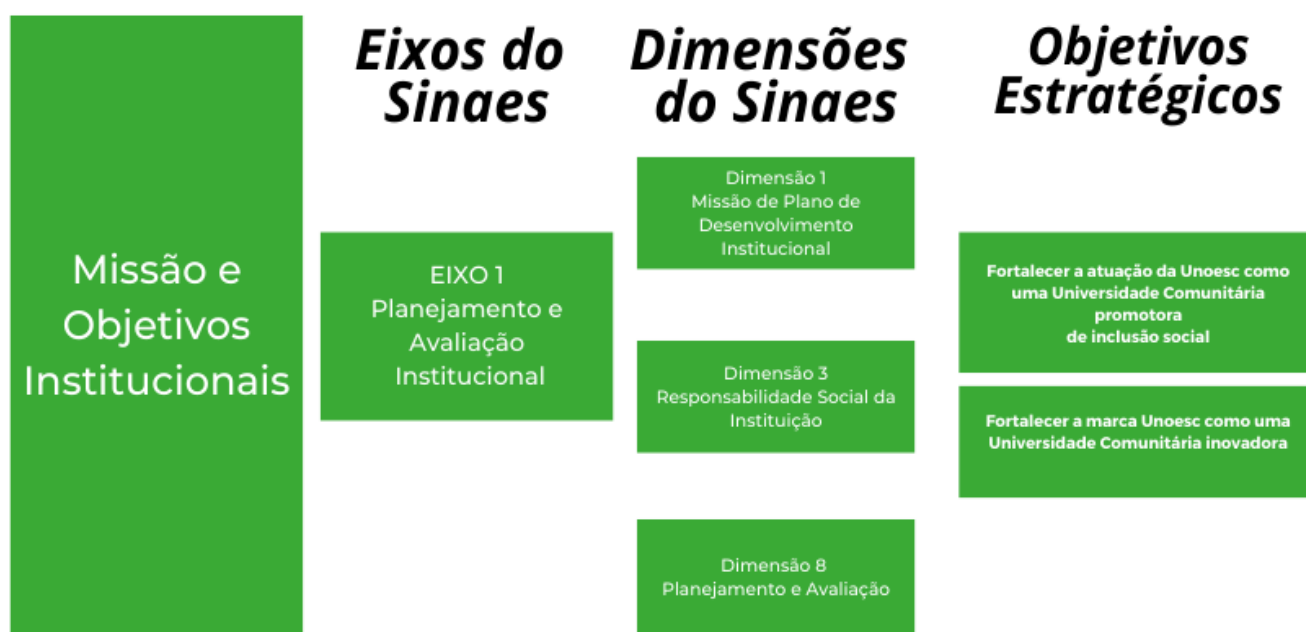 Missão e
Objetivos
Institucionais
Eixos do
Sinaes
EIXO 1
Planejamento e
Avaliação
Institucional
Dimensões
do Sinaes
Dimensão 1
Missão de Plano de
Desenvolvimento
Institucional
Dimensão 3
Responsabilidade Social da
Instituição
Dimensão 8
Planejamento e Avaliação
Objetivos
Estratégicos
Fortalecer a atuação da Unoesc como
uma Universidade Comunitária
promotora
de inclusão social
Fortalecer a marca Unoesc como uma
Universidade Comunitária inovadora